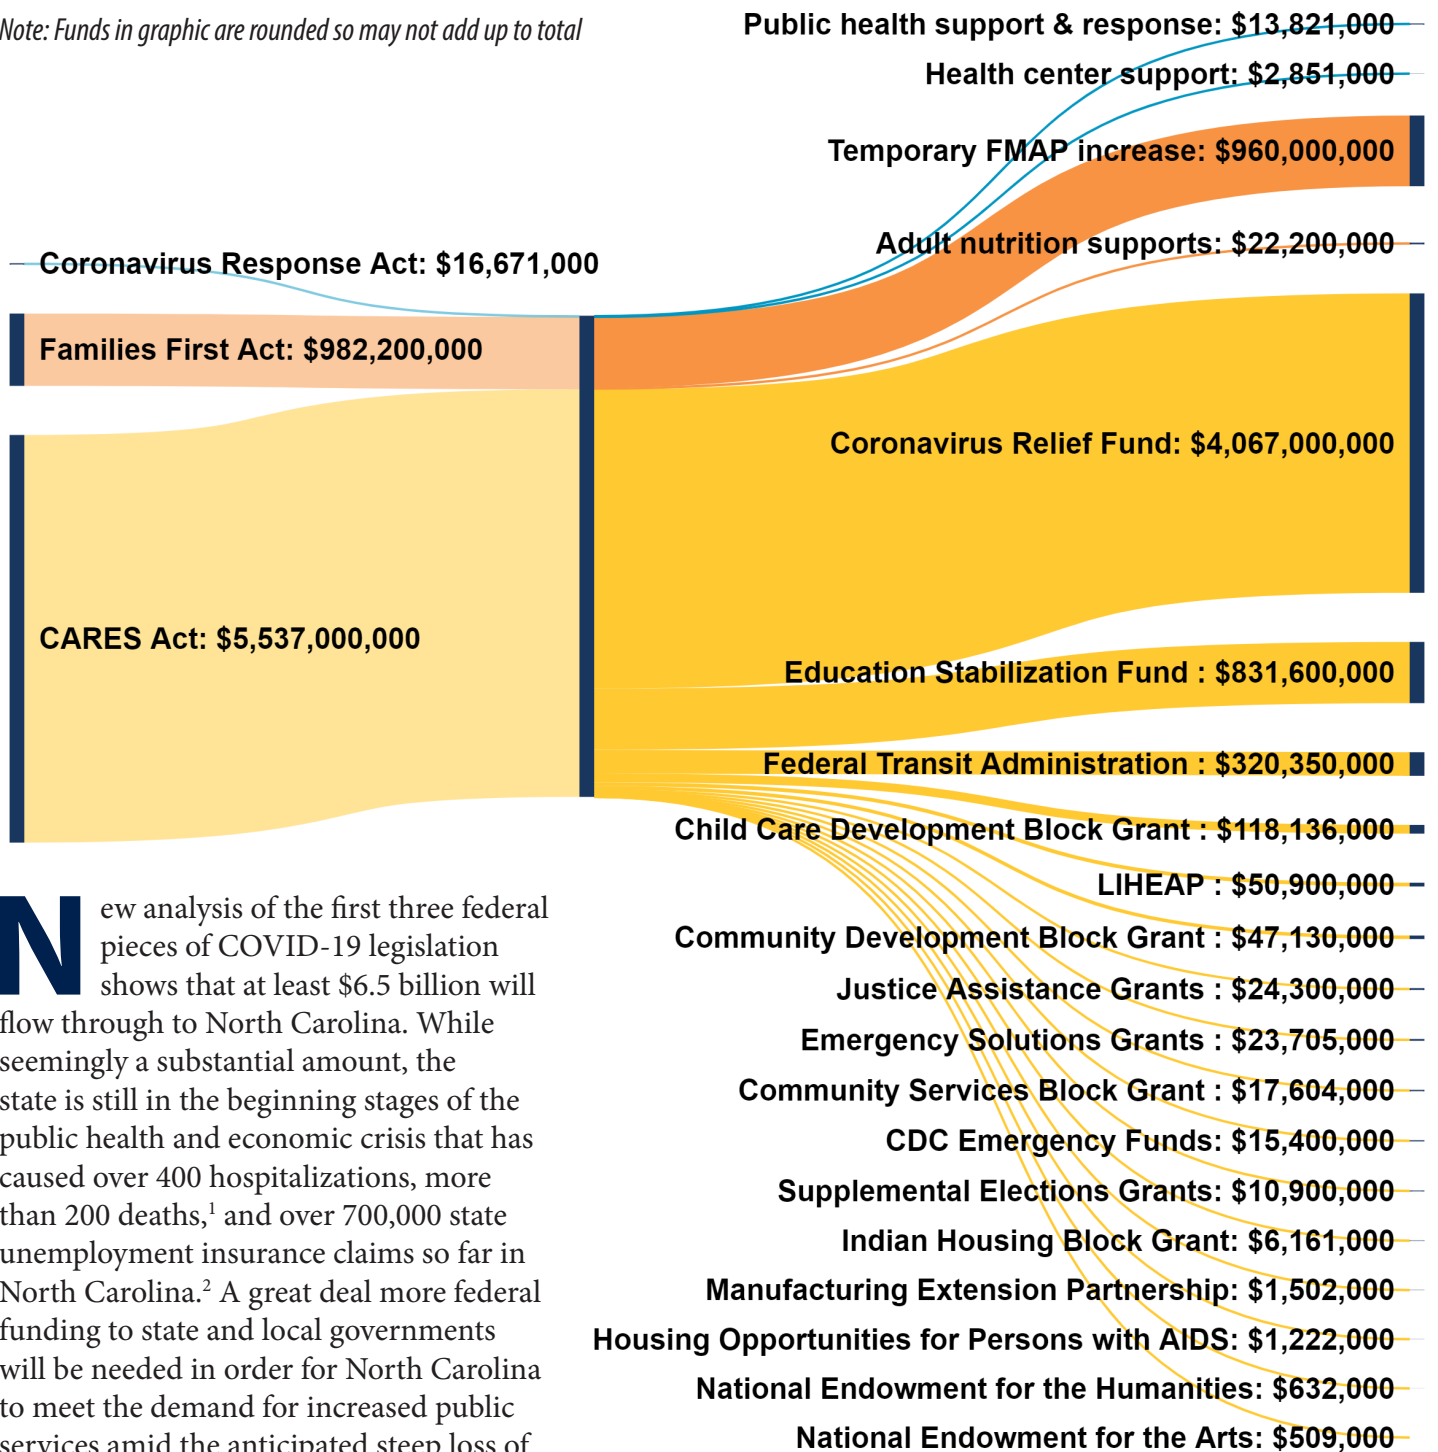 Note: Funds in graphic are rounded so may not add up to total
Public health support & response: $13,821,000
Health center support: $2,851,000
Temporary FMAP increase: $960,000,000
Adult nutrition supports: $22,200,000
Coronavirus Response Act: $16,671,000
Families First Act: $982,200,000
Coronavirus Relief Fund: $4,067,000,000
CARES Act: $5,537,000,000
Education Stabilization Fund : $831,600,000
Federal Transit Administration : $320,350,000
Child Care Development Block Grant : $118,136,000
LIHEAP : $50,900,000
Community Development Block Grant : $47,130,000
Justice Assistance Grants : $24,300,000
Emergency Solutions Grants : $23,705,000
Community Services Block Grant : $17,604,000
CDC Emergency Funds: $15,400,000
Supplemental Elections Grants: $10,900,000
Indian Housing Block Grant: $6,161,000
Manufacturing Extension Partnership: $1,502,000
Housing Opportunities for Persons with AIDS: $1,222,000
National Endowment for the Humanities: $632,000
National Endowment for the Arts: $509,000
New analysis of the first three federal
pieces of COVID-19 legislation
shows that at least $6.5 billion will
flow through to North Carolina. While
seemingly a substantial amount, the
state is still in the beginning stages of the
public health and economic crisis that has
caused over 400 hospitalizations, more
than 200 deaths,¹ and over 700,000 state
unemployment insurance claims so far in
North Carolina.² A great deal more federal
funding to state and local governments
will be needed in order for North Carolina
to meet the demand for increased public
services amid the anticipated steep loss of